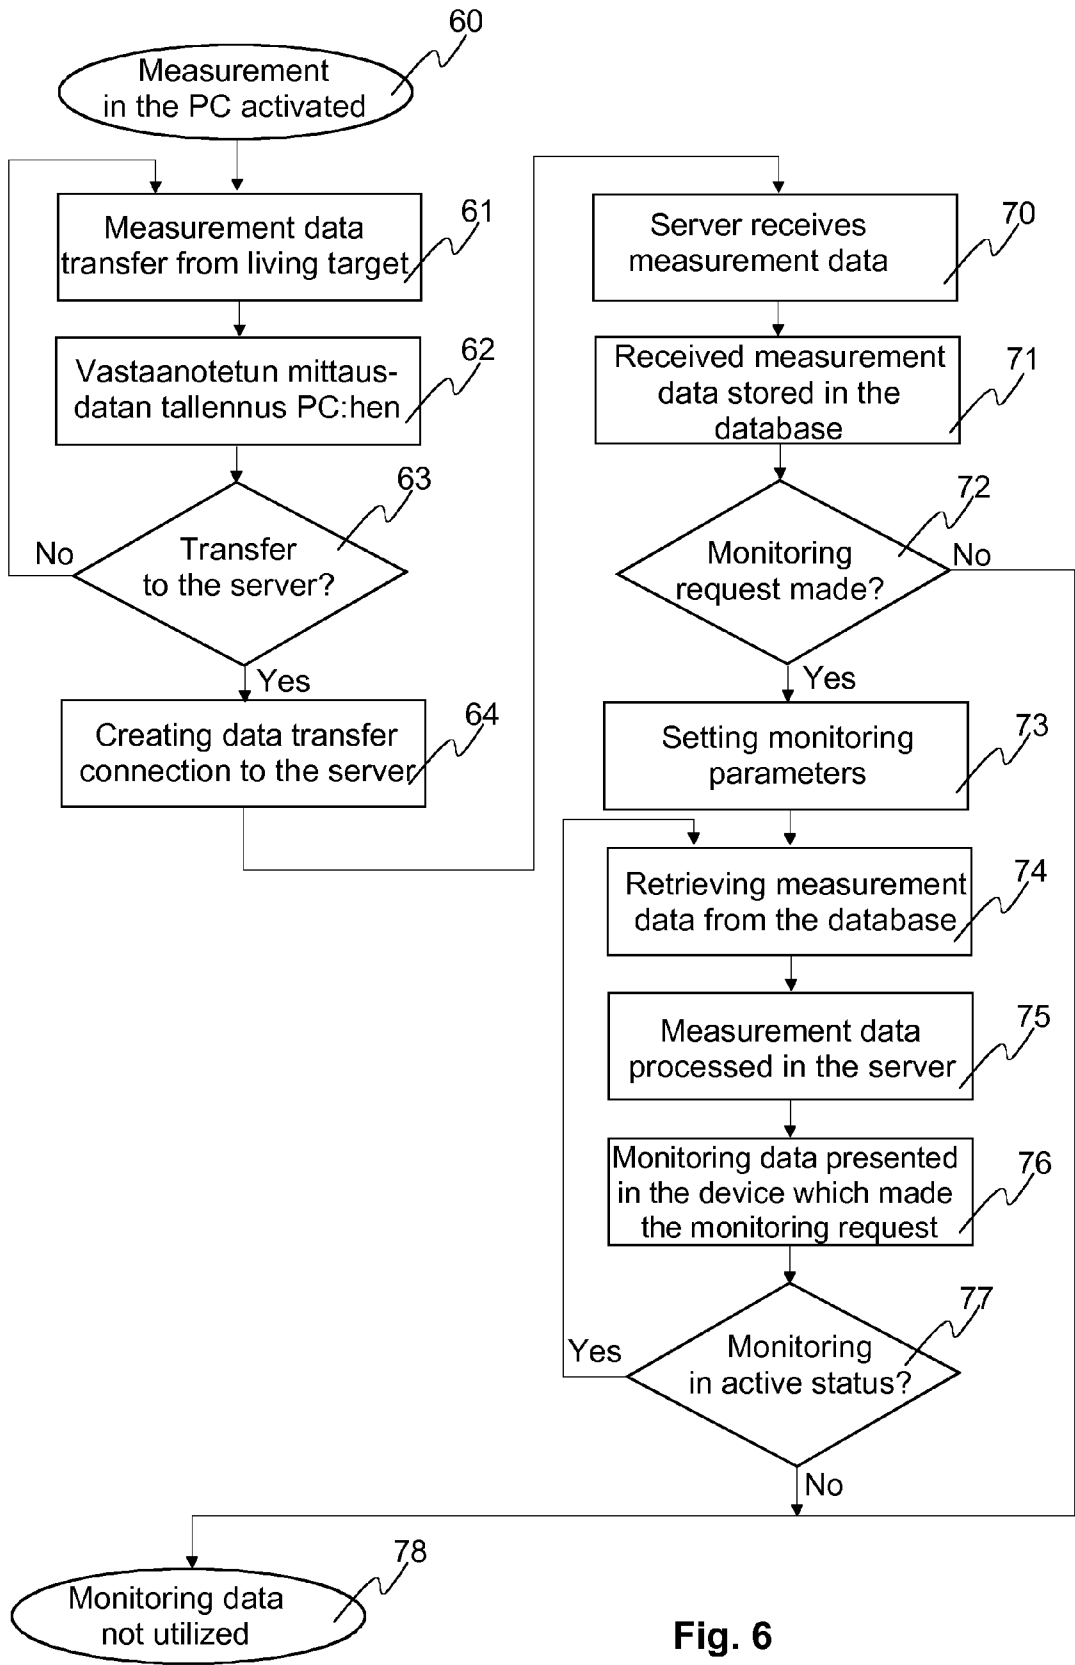 60
Measurement
in the PC activated
61
Measurement data
transfer from living target
62
Vastaanotetun mittaus-
datan tallennus PC:hen
63
Transfer
to the server?
No
Yes
64
Creating data transfer
connection to the server
70
Server receives
measurement data
71
Received measurement
data stored in the
database
72
Monitoring
request made?
No
Yes
73
Setting monitoring
parameters
74
Retrieving measurement
data from the database
75
Measurement data
processed in the server
76
Monitoring data presented
in the device which made
the monitoring request
77
Monitoring
in active status?
Yes
No
78
Monitoring data
not utilized
Fig. 6